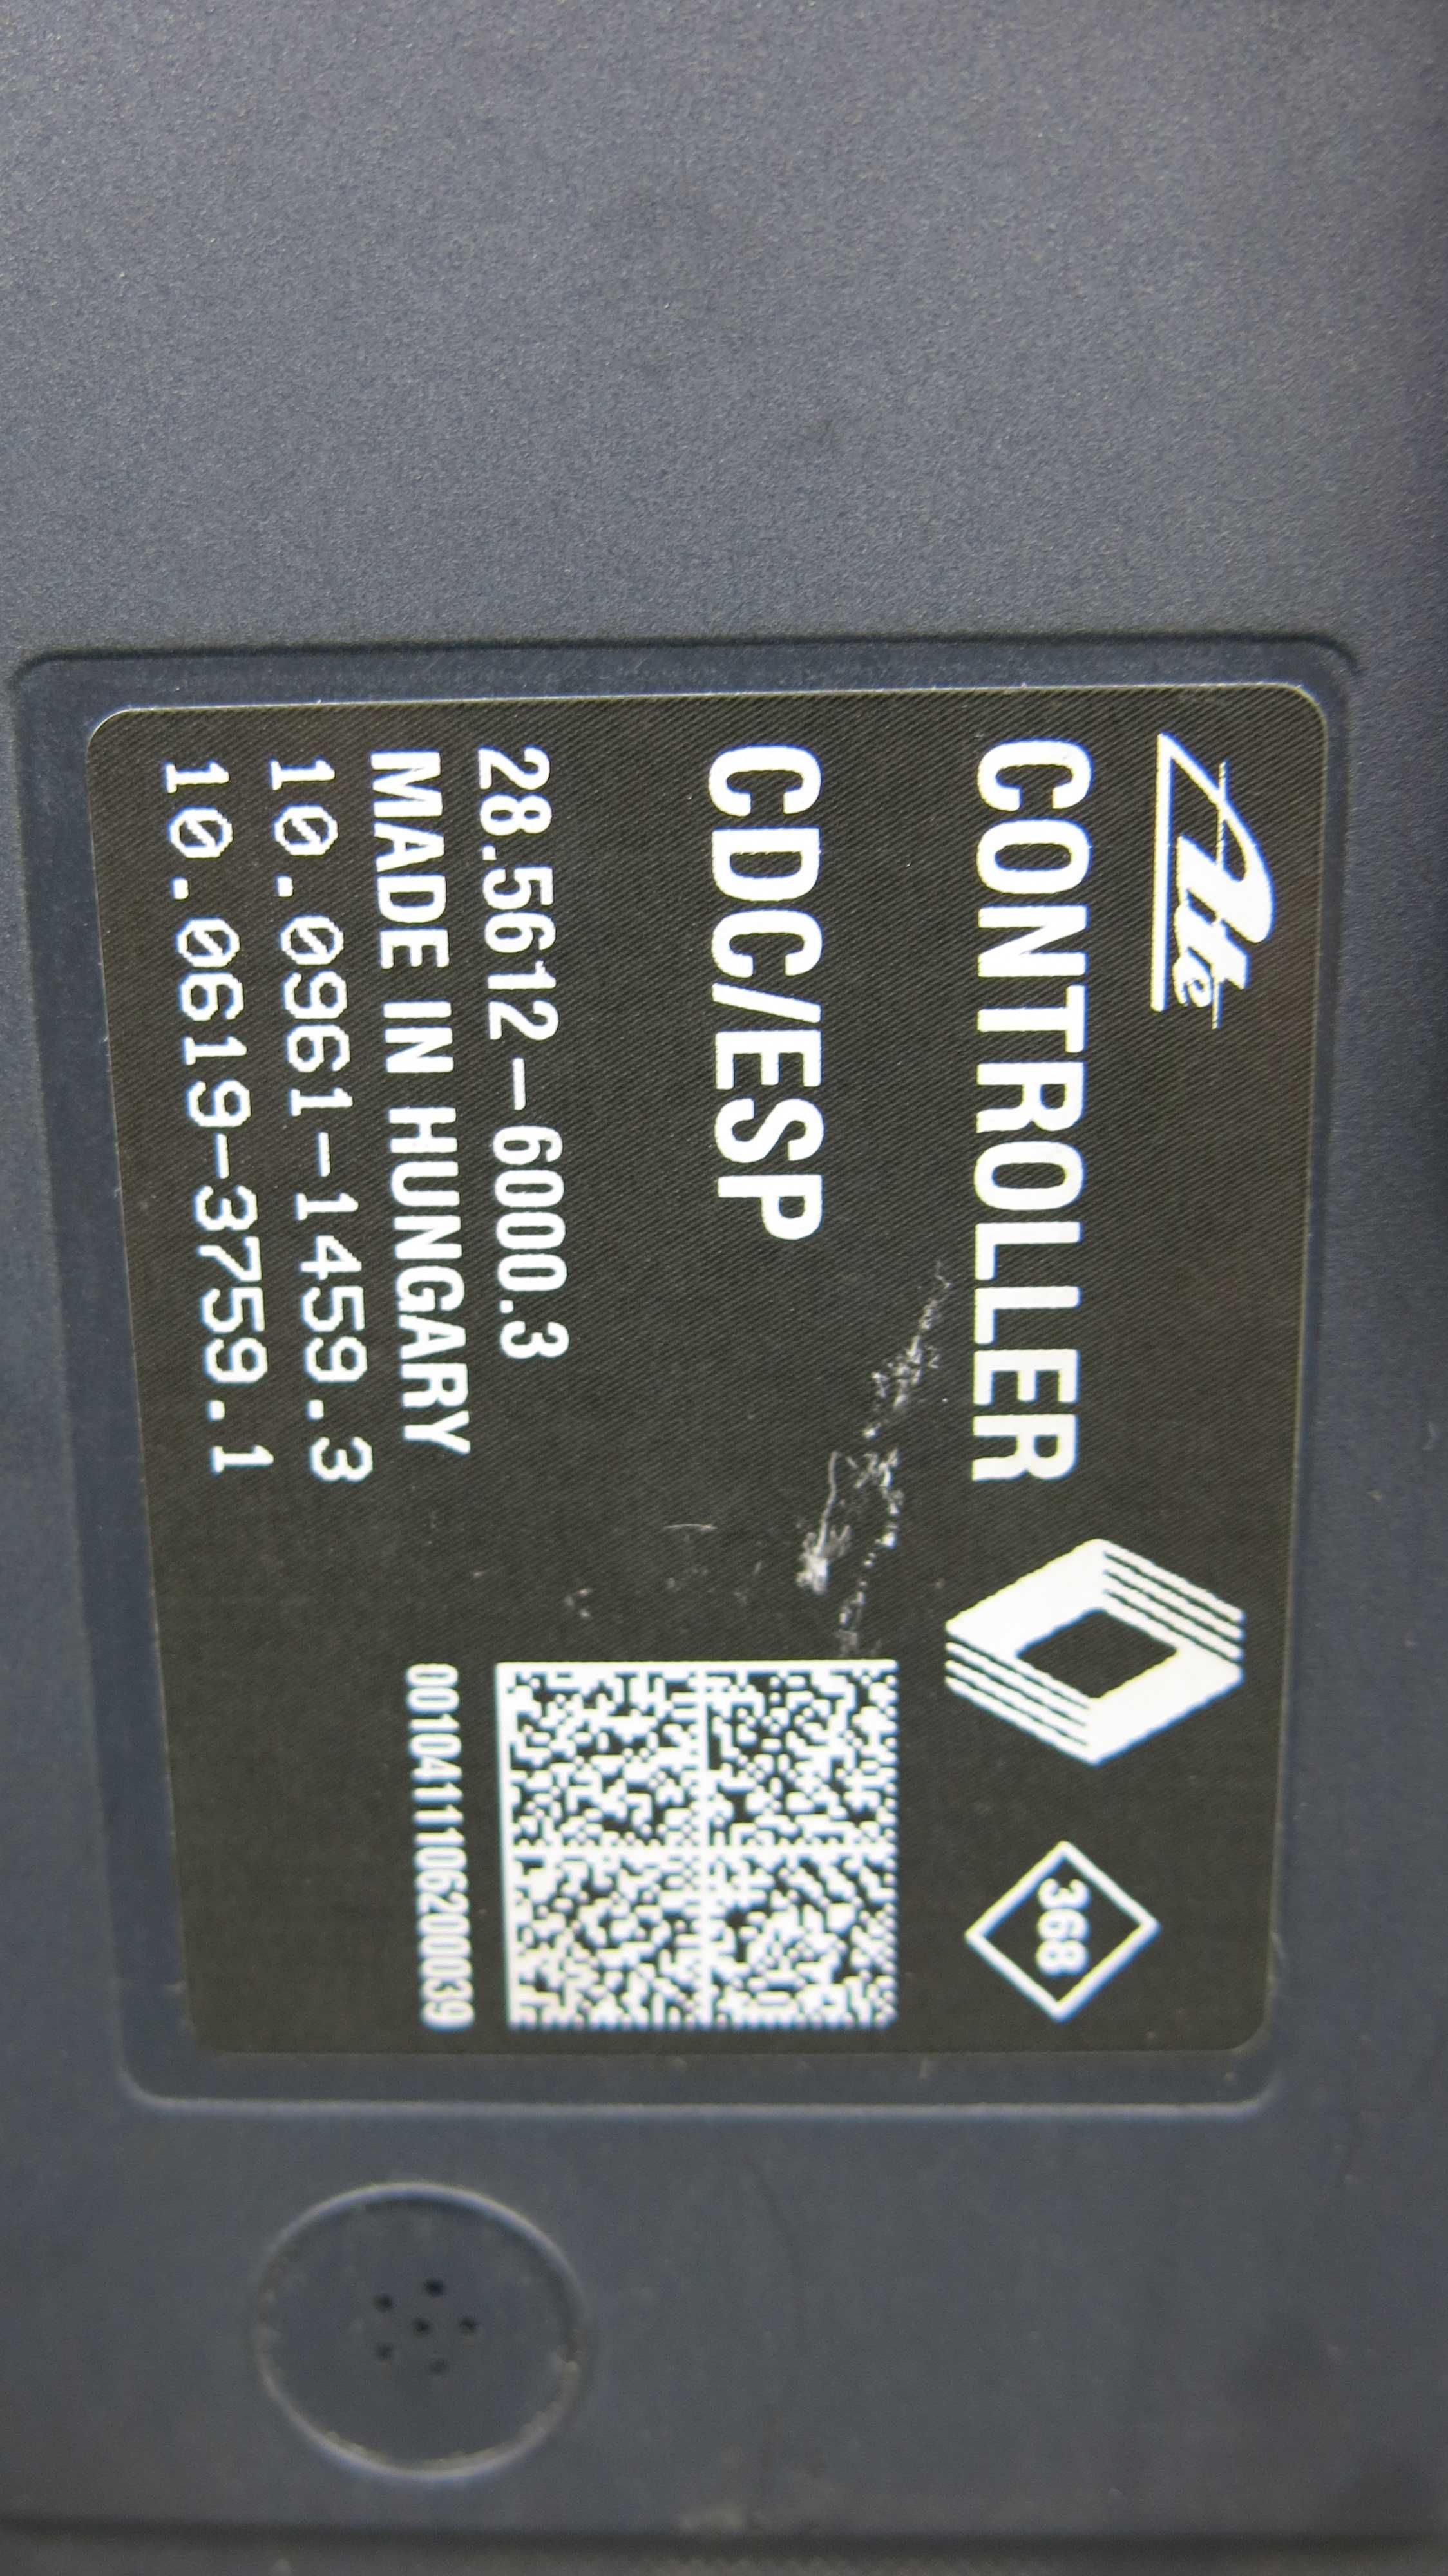 Ate
CONTROLLER
368
CDC/ESP
28.5612-6000.3
MADE IN HUNGARY
10.0961-1459.3
10.0619-3759.1
00104110620039